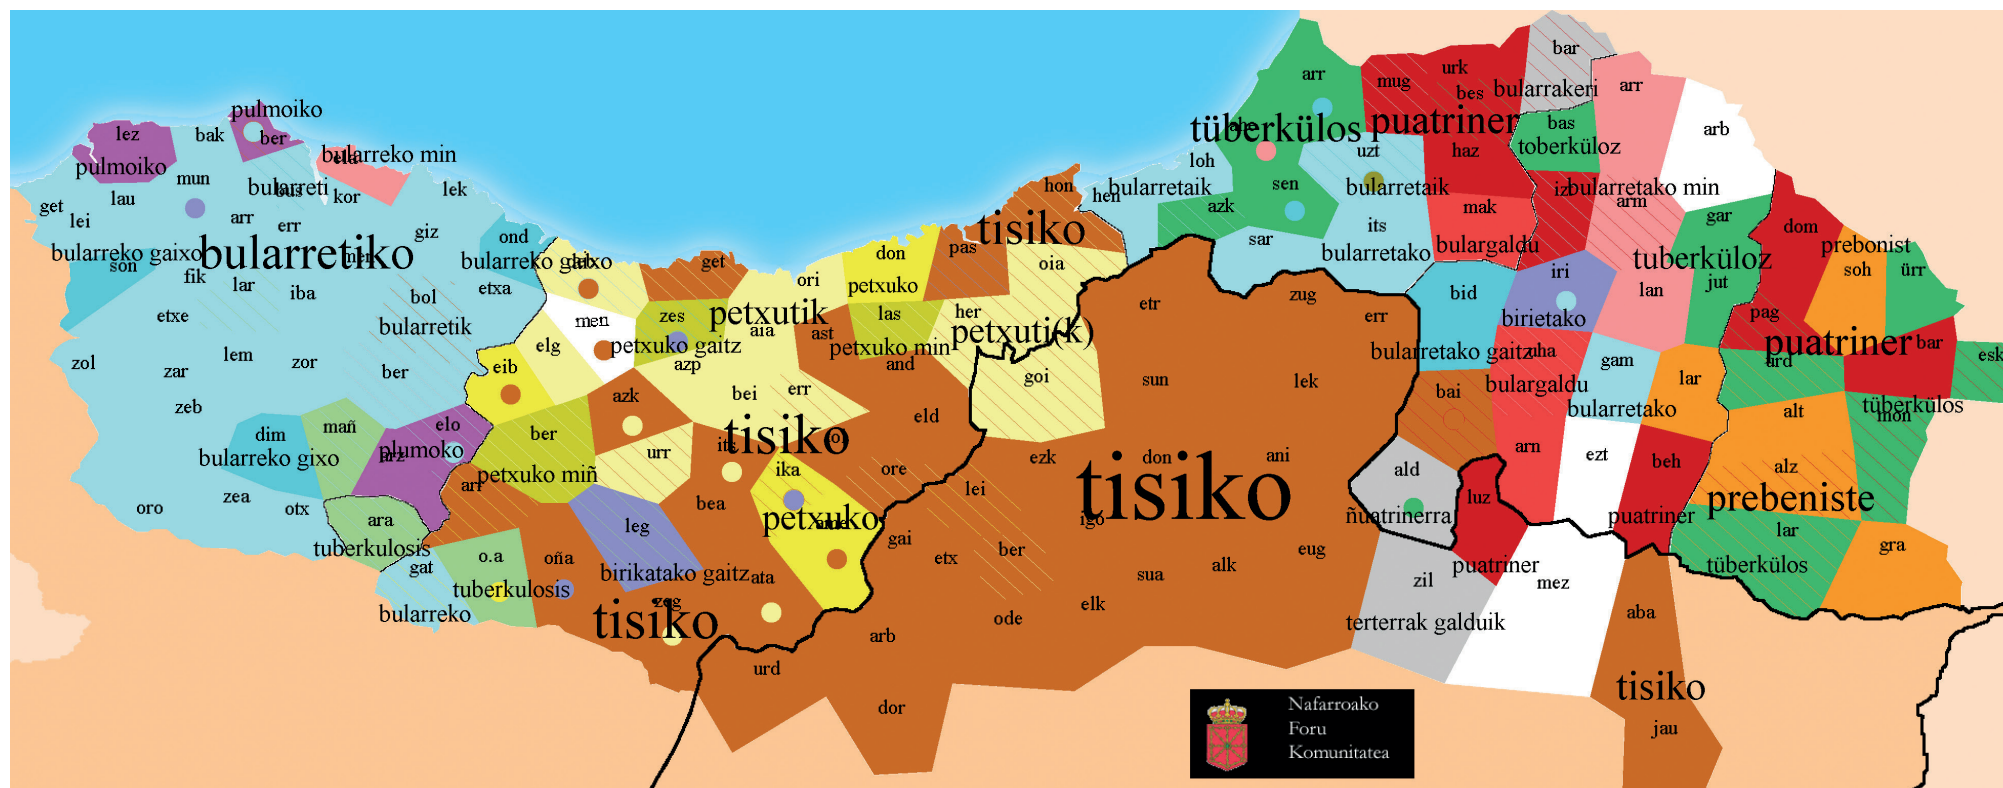 bar
urk
arr
mug
arr
bes
bularrakeri
pulmoiko
arb
bas
tüberkülos
puatriner
lez
bak
ber
toberküloz
haz
uzt
bularreko min
loh
pulmoiko
mun
sen
hon
bularretaik
bularretaik
bularretako min
bularreti
lek
hen
lau
kor
arm
get
azk
mak
gar
lei
arr
err
its
dom
giz
tisiko
ond
sar
bulargaldu
prebonist
bularreko gaixo
bularretiko
bularreko gaixo
pas
don
bularretako
tuberküloz
son
get
oia
iri
soh
ürr
fik
lar
ori
jut
etxa
petxuko
lan
iba
bol
bid
zug
etr
pag
etxe
bularretik
men
zes
petxutik
las
her
err
birietako
aia
ast
petxuti(k)
puatriner
bar
elg
petxuko gaitz
petxuko min
bularretako gaitz
lem
zol
zor
eib
azp
and
gam
esk
zar
ber
goi
sun
lek
lar
bulargaldu
azk
bei
err
bai
zeb
bularretako
alt
tüberkülos
eld
mon
mañ
elo
dim
ber
tisiko
arn
bularreko gixo
plumoko
urr
ezk
don
ani
ezt
beh
ika
ore
ald
alz
petxuko miñ
tisiko
zea
lei
luz
prebeniste
oro
otx
bea
ñuatrinerra
puatriner
ara
leg
petxuko
igo
lar
tuberkulosis
gai
eug
gra
o.a
oña
etx
ber
gat
alk
puatriner
tüberkülos
tuberkulosis
birikatako gaitz
ata
sua
zil
mez
bularreko
elk
tisiko
ode
terterrak galduik
aba
arb
urd
tisiko
dor
jau
Nafarroako
Foru
Komunitatea